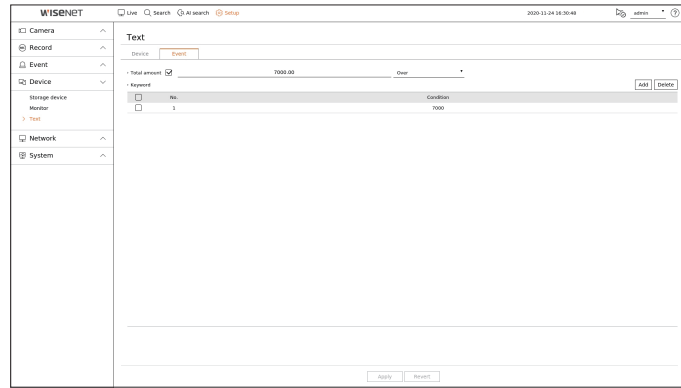 WISENET
Live Search AI search Setup 2020-11-24 16:30:48 admin
Camera
Record
Event
Device
Storage device
Monitor
> Text
Network
System
Text
Device Event
• Total amount 7000.00 Over
• Keyword Add Delete
No. Condition
1 7000
Apply Revert